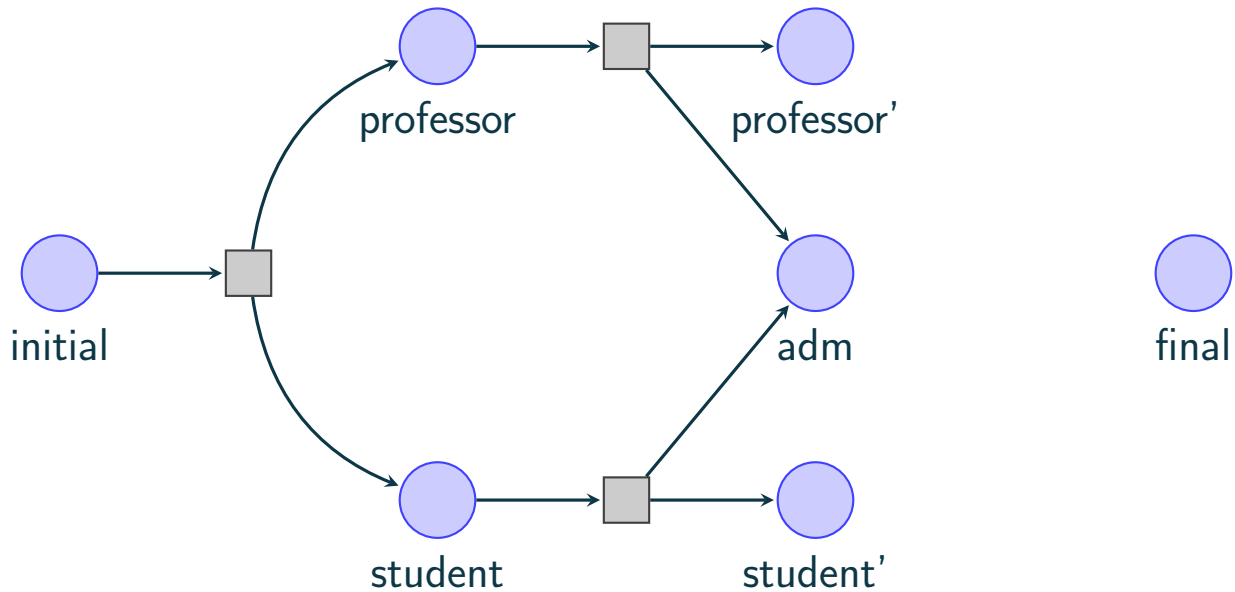 professor
professor'
initial
adm
final
student
student'